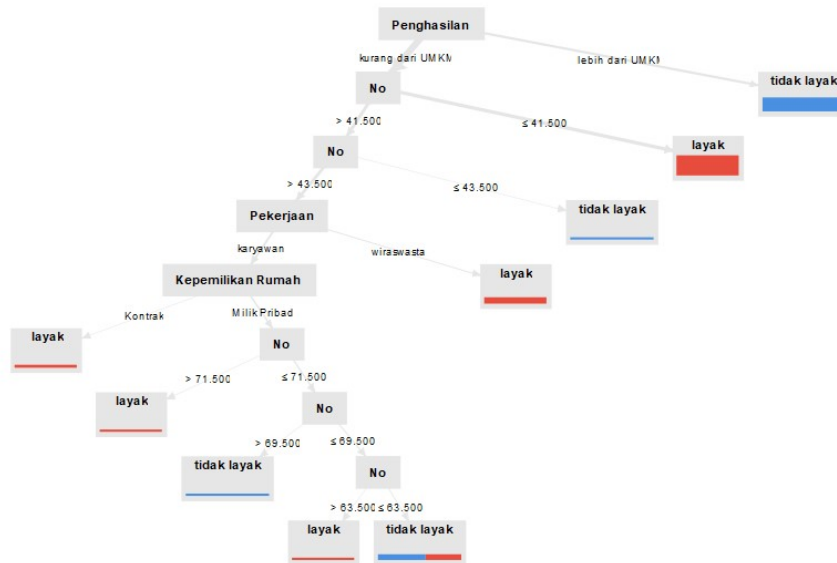 Penghasilan
kurang dari UMKM
lebih dari UMKM
No
tidak layak
> 41.500
≤ 41.500
No
layak
> 43.500
≤ 43.500
Pekerjaan
tidak layak
karyawan
wiraswasta
Kepemilikan Rumah
layak
Kontrak
Milik Pribad
layak
No
> 71.500
≤ 71.500
layak
No
> 69.500
≤ 69.500
tidak layak
No
> 63.500
≤ 63.500
layak
tidak layak